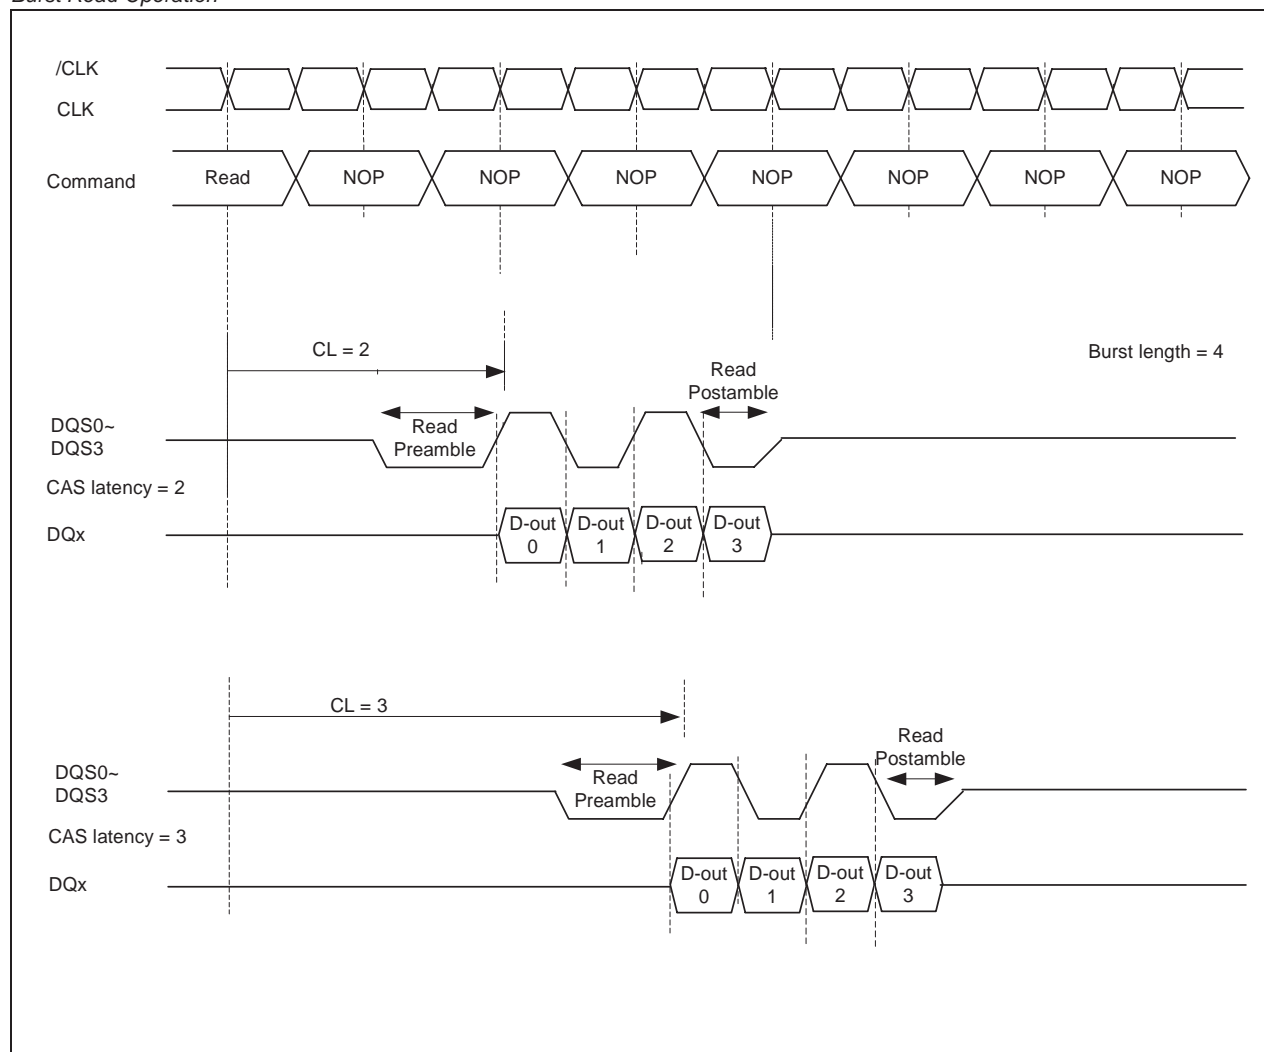 Burst Read Operation
/CLK
CLK
Command
Read
NOP
NOP
NOP
NOP
NOP
NOP
NOP
CL = 2
Burst length = 4
Read
Postamble
Read
Preamble
DQS0~
DQS3
CAS latency = 2
DQx
D-out
0
D-out
1
D-out
2
D-out
3
CL = 3
Read
Postamble
Read
Preamble
DQS0~
DQS3
CAS latency = 3
DQx
D-out
0
D-out
1
D-out
2
D-out
3